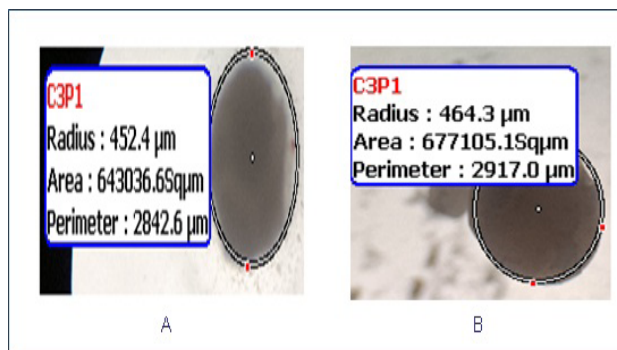 C3P1
Radius : 452.4 µm
Area : 643036.6Sqµm
Perimeter : 2842.6 µm
C3P1
Radius : 464.3 µm
Area : 677105.1Sqµm
Perimeter : 2917.0 µm
A
B